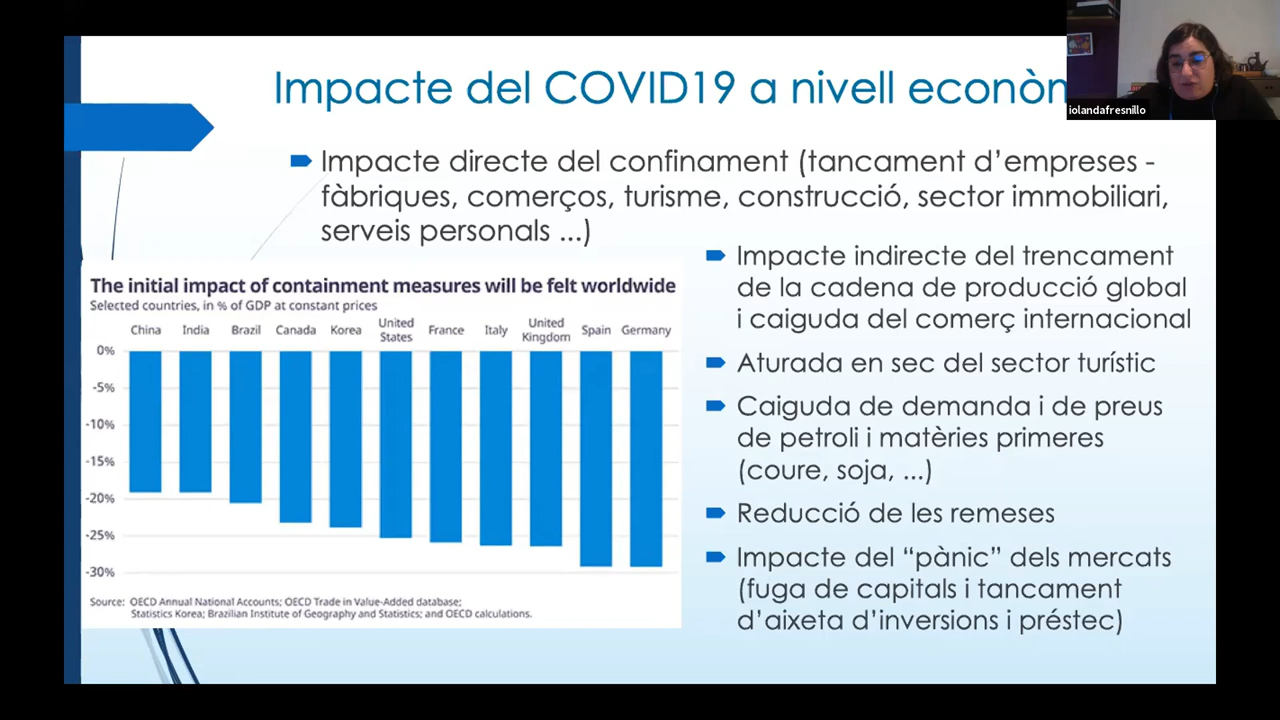 Impacte del COVID19 a nivell econòm
iolandafresnillo
Impacte directe del confinament (tancament d’empreses -
fàbriques, comerços, turisme, construcció, sector immobiliari,
serveis personals ...)
The initial impact of containment measures will be felt worldwide
Selected countries, in % of GDP at constant prices
China India Brazil Canada Korea United States France Italy United Kingdom Spain Germany
0%
-5%
-10%
-15%
-20%
-25%
-30%
Source: OECD Annual National Accounts; OECD Trade in Value-Added database;
Statistics Korea; Brazilian Institute of Geography and Statistics; and OECD calculations.
Impacte indirecte del trencament
de la cadena de producció global
i caiguda del comerç internacional
Aturada en sec del sector turístic
Caiguda de demanda i de preus
de petroli i matèries primeres
(coure, soja, ...)
Reducció de les remeses
Impacte del “pànic” dels mercats
(fuga de capitals i tancament
d’aixeta d’inversions i préstec)